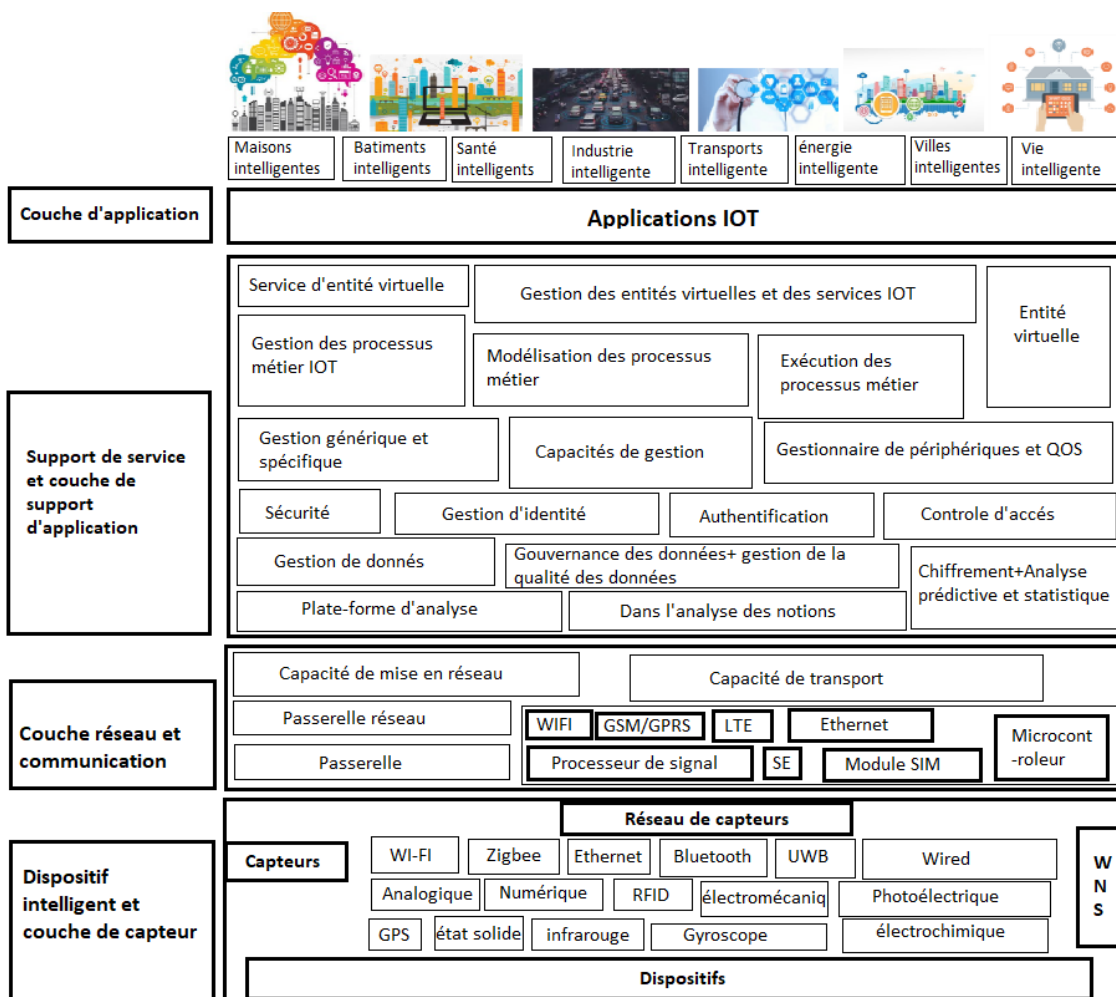 Maisons
intelligentes
Batiments
intelligents
Santé
intelligents
Industrie
intelligente
Transports
intelligente
énergie
intelligente
Villes
intelligentes
Vie
intelligente
Couche d'application
Applications IOT
Support de service
et couche de
support
d'application
Service d'entité virtuelle
Gestion des entités virtuelles et des services IOT
Entité
virtuelle
Gestion des processus
métier IOT
Modélisation des processus
métier
Exécution des
processus métier
Gestion générique et
spécifique
Capacités de gestion
Gestionnaire de périphériques et QOS
Sécurité
Gestion d'identité
Authentification
Controle d'accés
Gestion de donnés
Gouvernance des données+ gestion de la
qualité des données
Chiffrement+Analyse
prédictive et statistique
Plate-forme d'analyse
Dans l'analyse des notions
Couche réseau et
communication
Capacité de mise en réseau
Capacité de transport
Passerelle réseau
WIFI
GSM/GPRS
LTE
Ethernet
Microcont
-roleur
Passerelle
Processeur de signal
SE
Module SIM
Dispositif
intelligent et
couche de capteur
Réseau de capteurs
Capteurs
WI-FI
Zigbee
Ethernet
Bluetooth
UWB
Wired
W
N
S
Analogique
Numérique
RFID
électromécaniq
Photoélectrique
GPS
état solide
infrarouge
Gyroscope
électrochimique
Dispositifs